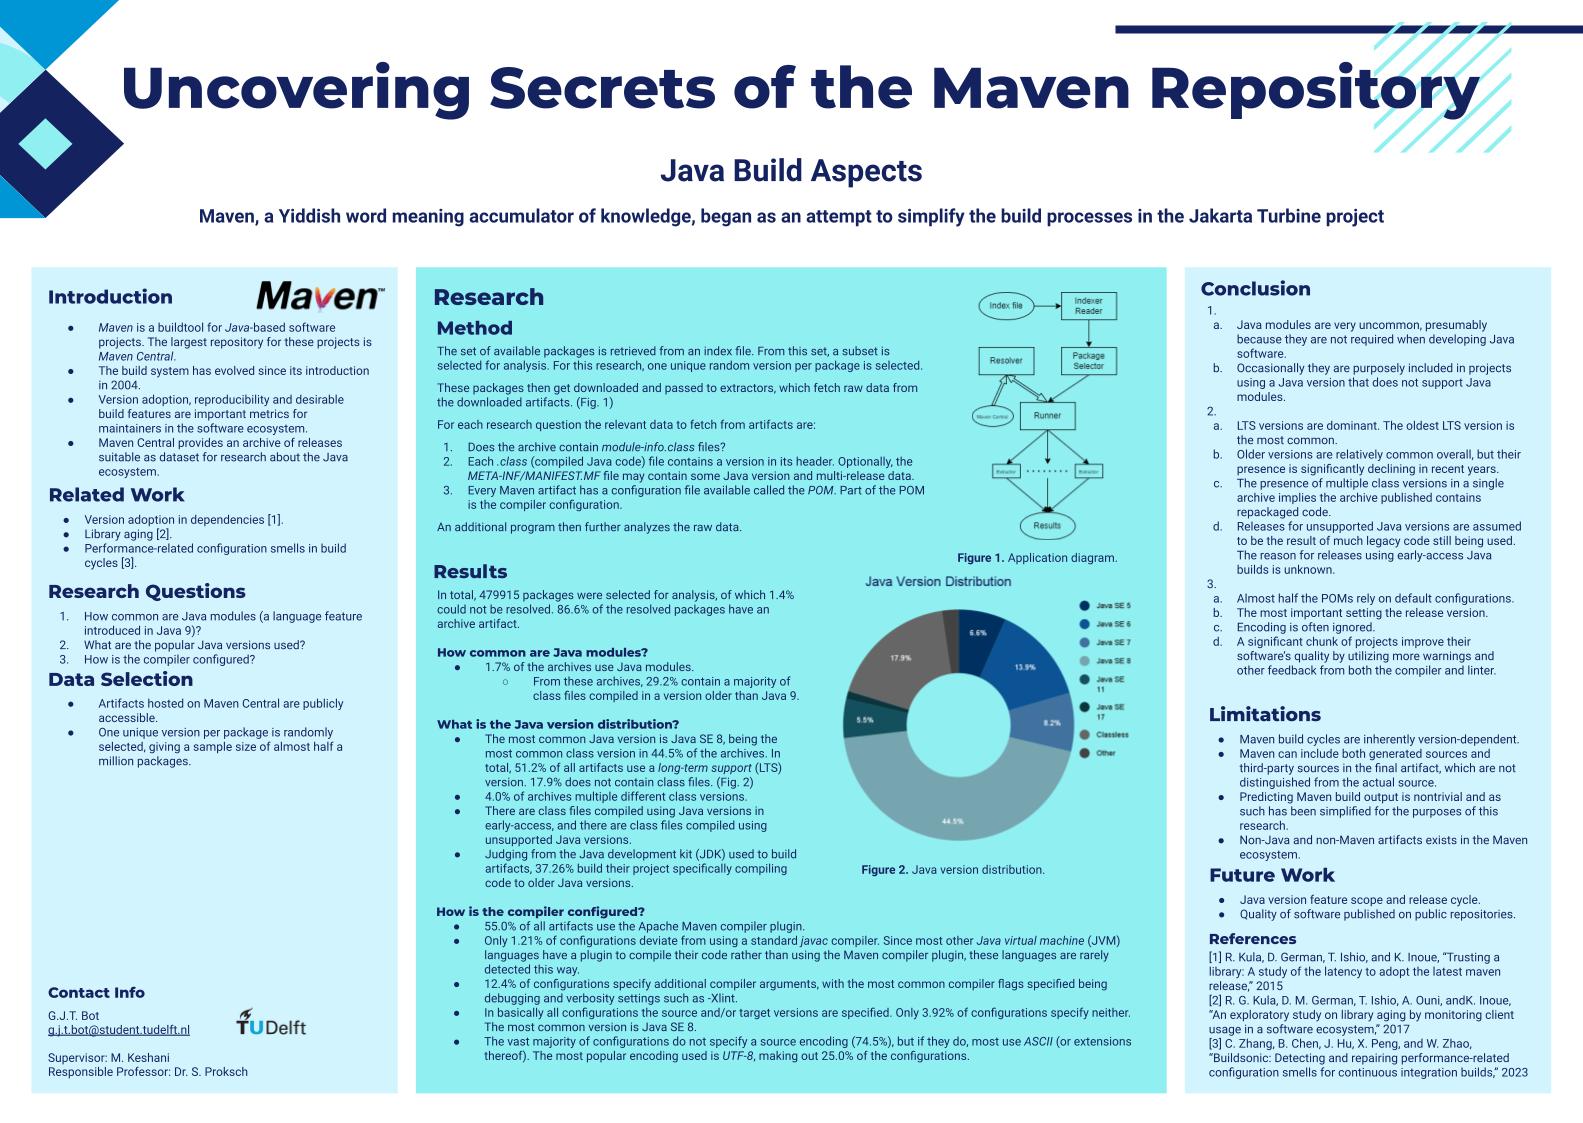 Uncovering Secrets of the Maven Repository
Java Build Aspects
Maven, a Yiddish word meaning accumulator of knowledge, began as an attempt to simplify the build processes in the Jakarta Turbine project
Introduction
Maven™
● Maven is a buildtool for Java-based software
projects. The largest repository for these projects is
Maven Central.
● The build system has evolved since its introduction
in 2004.
● Version adoption, reproducibility and desirable
build features are important metrics for
maintainers in the software ecosystem.
● Maven Central provides an archive of releases
suitable as dataset for research about the Java
ecosystem.
Related Work
● Version adoption in dependencies [1].
● Library aging [2].
● Performance-related configuration smells in build
cycles [3].
Research Questions
1. How common are Java modules (a language feature
introduced in Java 9)?
2. What are the popular Java versions used?
3. How is the compiler configured?
Data Selection
● Artifacts hosted on Maven Central are publicly
accessible.
● One unique version per package is randomly
selected, giving a sample size of almost half a
million packages.
Contact Info
G.J.T. Bot
g.j.t.bot@student.tudelft.nl
TUDelft
Supervisor: M. Keshani
Responsible Professor: Dr. S. Proksch
Research
Method
The set of available packages is retrieved from an index file. From this set, a subset is
selected for analysis. For this research, one unique random version per package is selected.
These packages then get downloaded and passed to extractors, which fetch raw data from
the downloaded artifacts. (Fig. 1)
For each research question the relevant data to fetch from artifacts are:
1. Does the archive contain module-info.class files?
2. Each .class (compiled Java code) file contains a version in its header. Optionally, the
META-INF/MANIFEST.MF file may contain some Java version and multi-release data.
3. Every Maven artifact has a configuration file available called the POM. Part of the POM
is the compiler configuration.
An additional program then further analyzes the raw data.
Index file
Indexer
Reader
Resolver
Package
Selector
Maven Central
Runner
Extractor
Extractor
Results
Figure 1. Application diagram.
Results
In total, 479915 packages were selected for analysis, of which 1.4%
could not be resolved. 86.6% of the resolved packages have an
archive artifact.
How common are Java modules?
● 1.7% of the archives use Java modules.
○ From these archives, 29.2% contain a majority of
class files compiled in a version older than Java 9.
What is the Java version distribution?
● The most common Java version is Java SE 8, being the
most common class version in 44.5% of the archives. In
total, 51.2% of all artifacts use a long-term support (LTS)
version. 17.9% does not contain class files. (Fig. 2)
● 4.0% of archives multiple different class versions.
● There are class files compiled using Java versions in
early-access, and there are class files compiled using
unsupported Java versions.
● Judging from the Java development kit (JDK) used to build
artifacts, 37.26% build their project specifically compiling
code to older Java versions.
Java Version Distribution
6.6%
13.9%
8.2%
44.5%
5.5%
17.9%
Java SE 5
Java SE 6
Java SE 7
Java SE 8
Java SE
11
Java SE
17
Classless
Other
Figure 2. Java version distribution.
How is the compiler configured?
● 55.0% of all artifacts use the Apache Maven compiler plugin.
● Only 1.21% of configurations deviate from using a standard javac compiler. Since most other Java virtual machine (JVM)
languages have a plugin to compile their code rather than using the Maven compiler plugin, these languages are rarely
detected this way.
● 12.4% of configurations specify additional compiler arguments, with the most common compiler flags specified being
debugging and verbosity settings such as -Xlint.
● In basically all configurations the source and/or target versions are specified. Only 3.92% of configurations specify neither.
The most common version is Java SE 8.
● The vast majority of configurations do not specify a source encoding (74.5%), but if they do, most use ASCII (or extensions
thereof). The most popular encoding used is UTF-8, making out 25.0% of the configurations.
Conclusion
1.
a. Java modules are very uncommon, presumably
because they are not required when developing Java
software.
b. Occasionally they are purposely included in projects
using a Java version that does not support Java
modules.
2.
a. LTS versions are dominant. The oldest LTS version is
the most common.
b. Older versions are relatively common overall, but their
presence is significantly declining in recent years.
c. The presence of multiple class versions in a single
archive implies the archive published contains
repackaged code.
d. Releases for unsupported Java versions are assumed
to be the result of much legacy code still being used.
The reason for releases using early-access Java
builds is unknown.
3.
a. Almost half the POMs rely on default configurations.
b. The most important setting the release version.
c. Encoding is often ignored.
d. A significant chunk of projects improve their
software's quality by utilizing more warnings and
other feedback from both the compiler and linter.
Limitations
● Maven build cycles are inherently version-dependent.
● Maven can include both generated sources and
third-party sources in the final artifact, which are not
distinguished from the actual source.
● Predicting Maven build output is nontrivial and as
such has been simplified for the purposes of this
research.
● Non-Java and non-Maven artifacts exists in the Maven
ecosystem.
Future Work
● Java version feature scope and release cycle.
● Quality of software published on public repositories.
References
[1] R. Kula, D. German, T. Ishio, and K. Inoue, “Trusting a
library: A study of the latency to adopt the latest maven
release,” 2015
[2] R. G. Kula, D. M. German, T. Ishio, A. Ouni, andK. Inoue,
“An exploratory study on library aging by monitoring client
usage in a software ecosystem,” 2017
[3] C. Zhang, B. Chen, J. Hu, X. Peng, and W. Zhao,
“Buildsonic: Detecting and repairing performance-related
configuration smells for continuous integration builds,” 2023